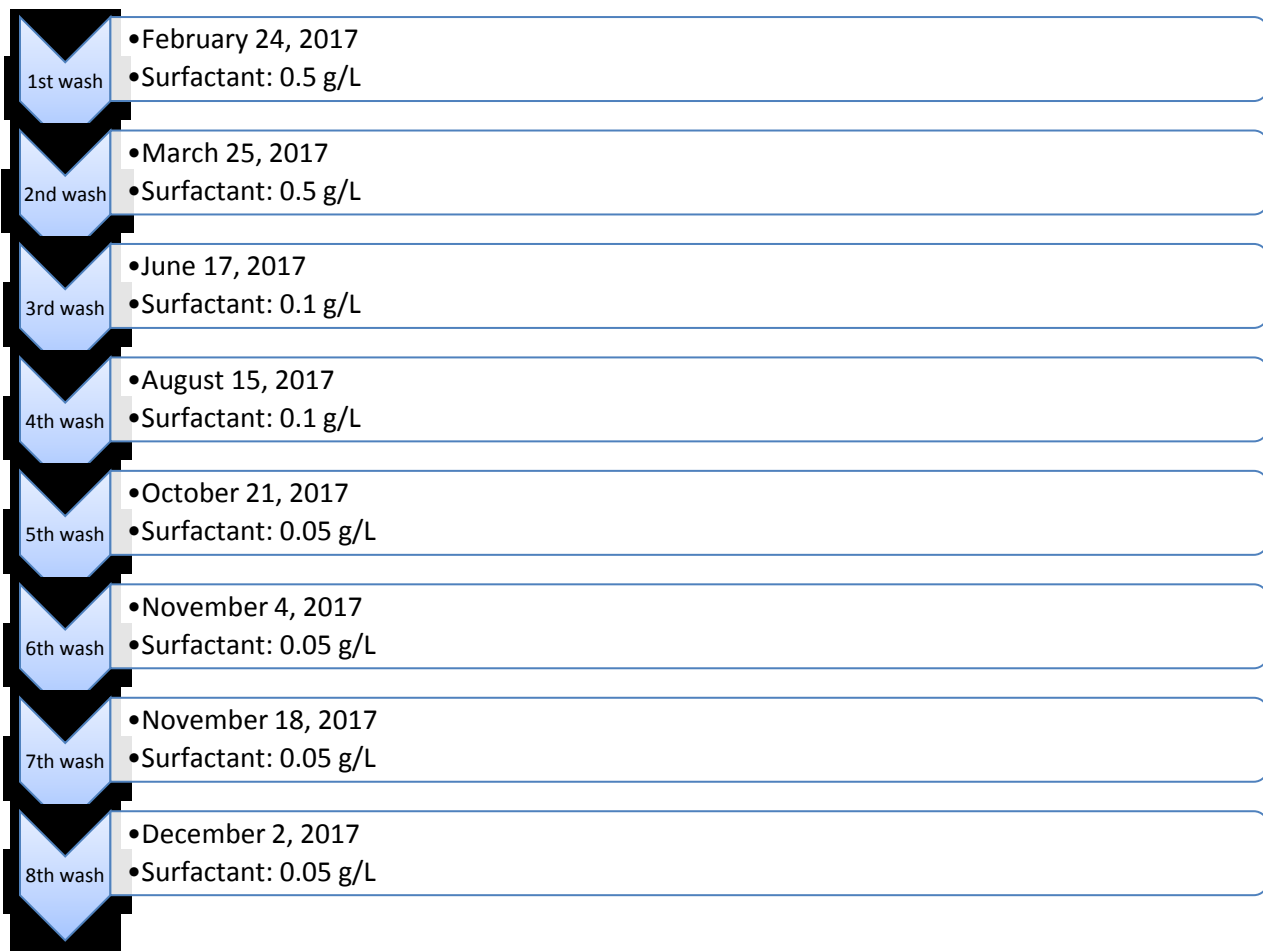 1st wash
•February 24, 2017
•Surfactant: 0.5 g/L
2nd wash
•March 25, 2017
•Surfactant: 0.5 g/L
3rd wash
•June 17, 2017
•Surfactant: 0.1 g/L
4th wash
•August 15, 2017
•Surfactant: 0.1 g/L
5th wash
•October 21, 2017
•Surfactant: 0.05 g/L
6th wash
•November 4, 2017
•Surfactant: 0.05 g/L
7th wash
•November 18, 2017
•Surfactant: 0.05 g/L
8th wash
•December 2, 2017
•Surfactant: 0.05 g/L